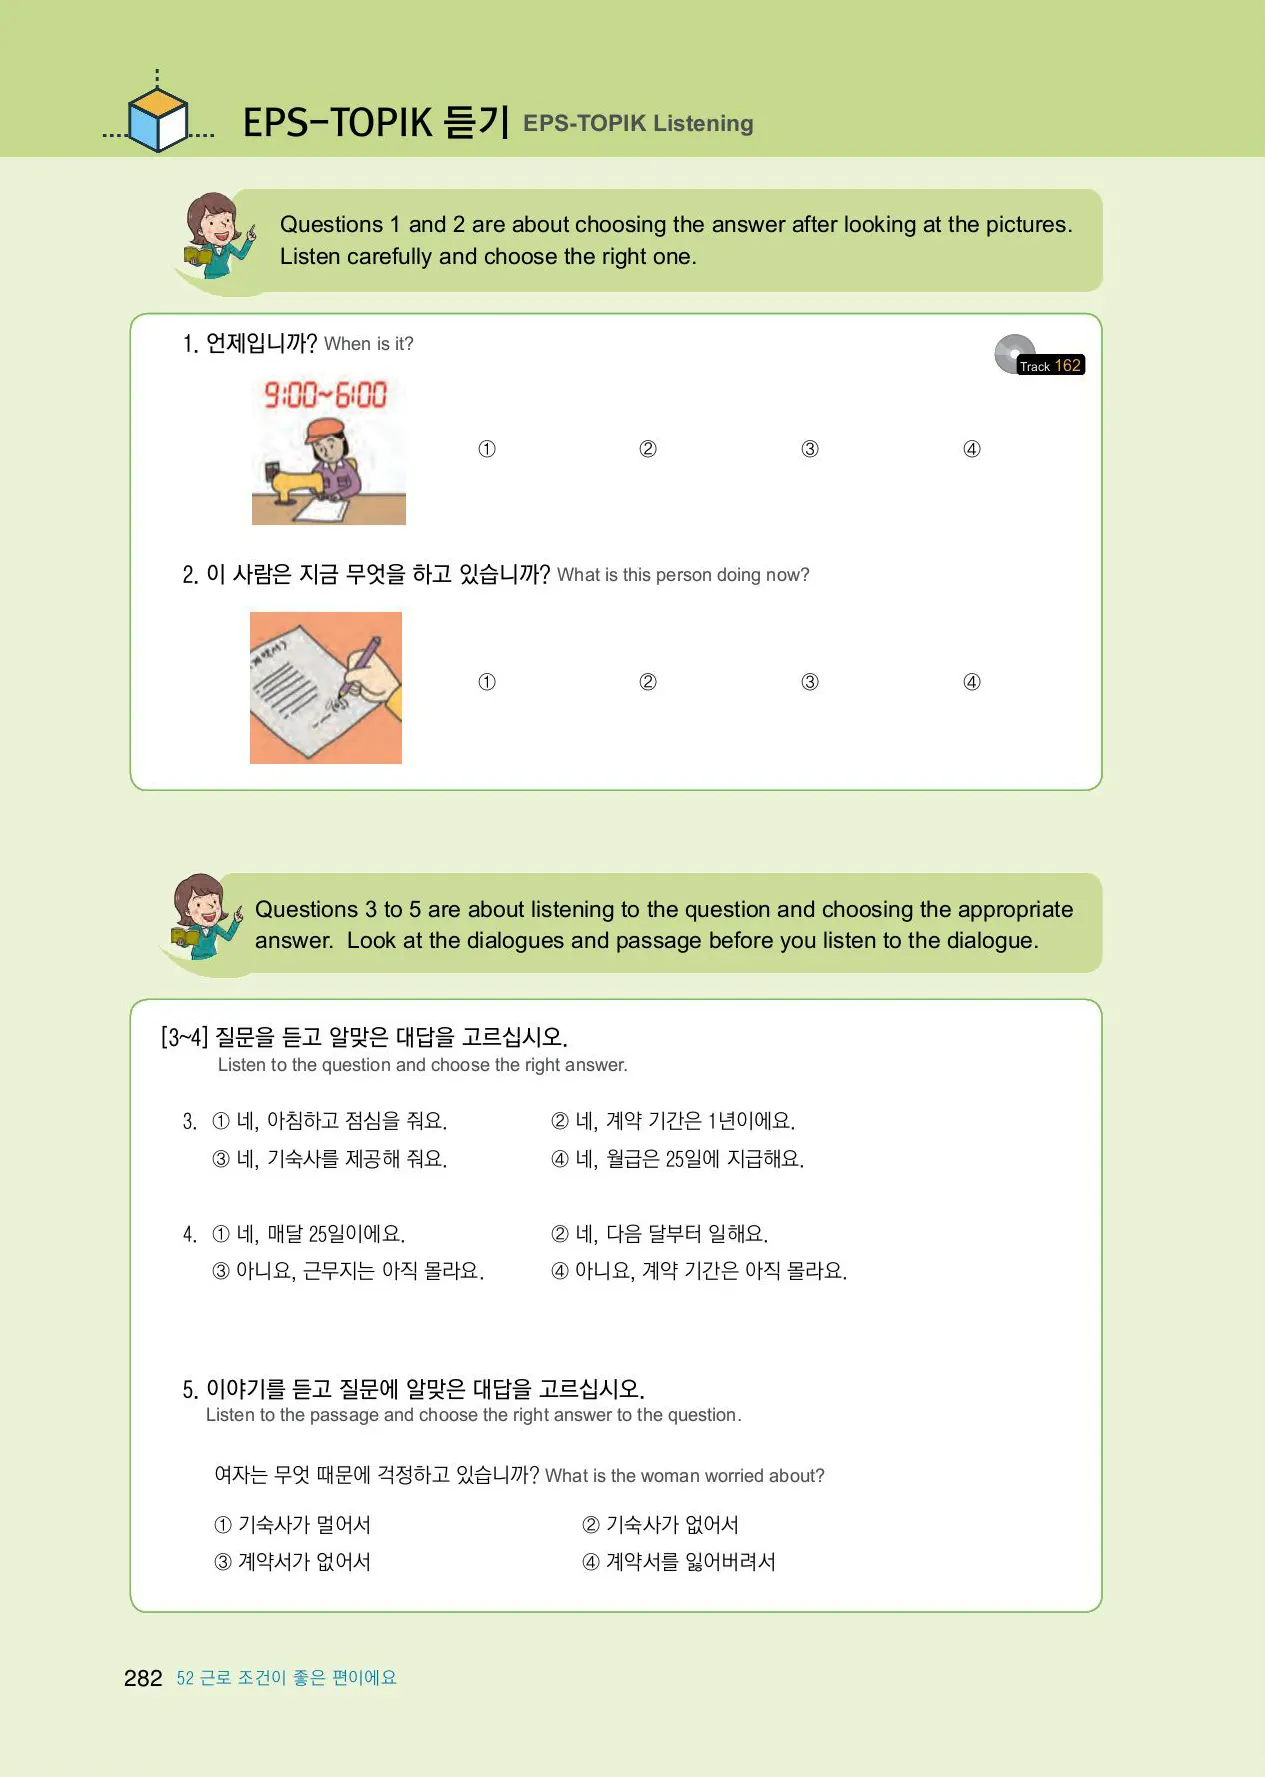 EPS-TOPIK 듣기 EPS-TOPIK Listening
Questions 1 and 2 are about choosing the answer after looking at the pictures.
Listen carefully and choose the right one.
1. 언제입니까? When is it?
Track 162
9:00~6:00
① ② ③ ④
2. 이 사람은 지금 무엇을 하고 있습니까? What is this person doing now?
① ② ③ ④
Questions 3 to 5 are about listening to the question and choosing the appropriate
answer. Look at the dialogues and passage before you listen to the dialogue.
[3~4] 질문을 듣고 알맞은 대답을 고르십시오.
Listen to the question and choose the right answer.
3. ① 네, 아침하고 점심을 줘요. ② 네, 계약 기간은 1년이에요.
③ 네, 기숙사를 제공해 줘요. ④ 네, 월급은 25일에 지급해요.
4. ① 네, 매달 25일이에요. ② 네, 다음 달부터 일해요.
③ 아니요, 근무지는 아직 몰라요. ④ 아니요, 계약 기간은 아직 몰라요.
5. 이야기를 듣고 질문에 알맞은 대답을 고르십시오.
Listen to the passage and choose the right answer to the question.
여자는 무엇 때문에 걱정하고 있습니까? What is the woman worried about?
① 기숙사가 멀어서 ② 기숙사가 없어서
③ 계약서가 없어서 ④ 계약서를 잃어버려서
282 52 근로 조건이 좋은 편이에요